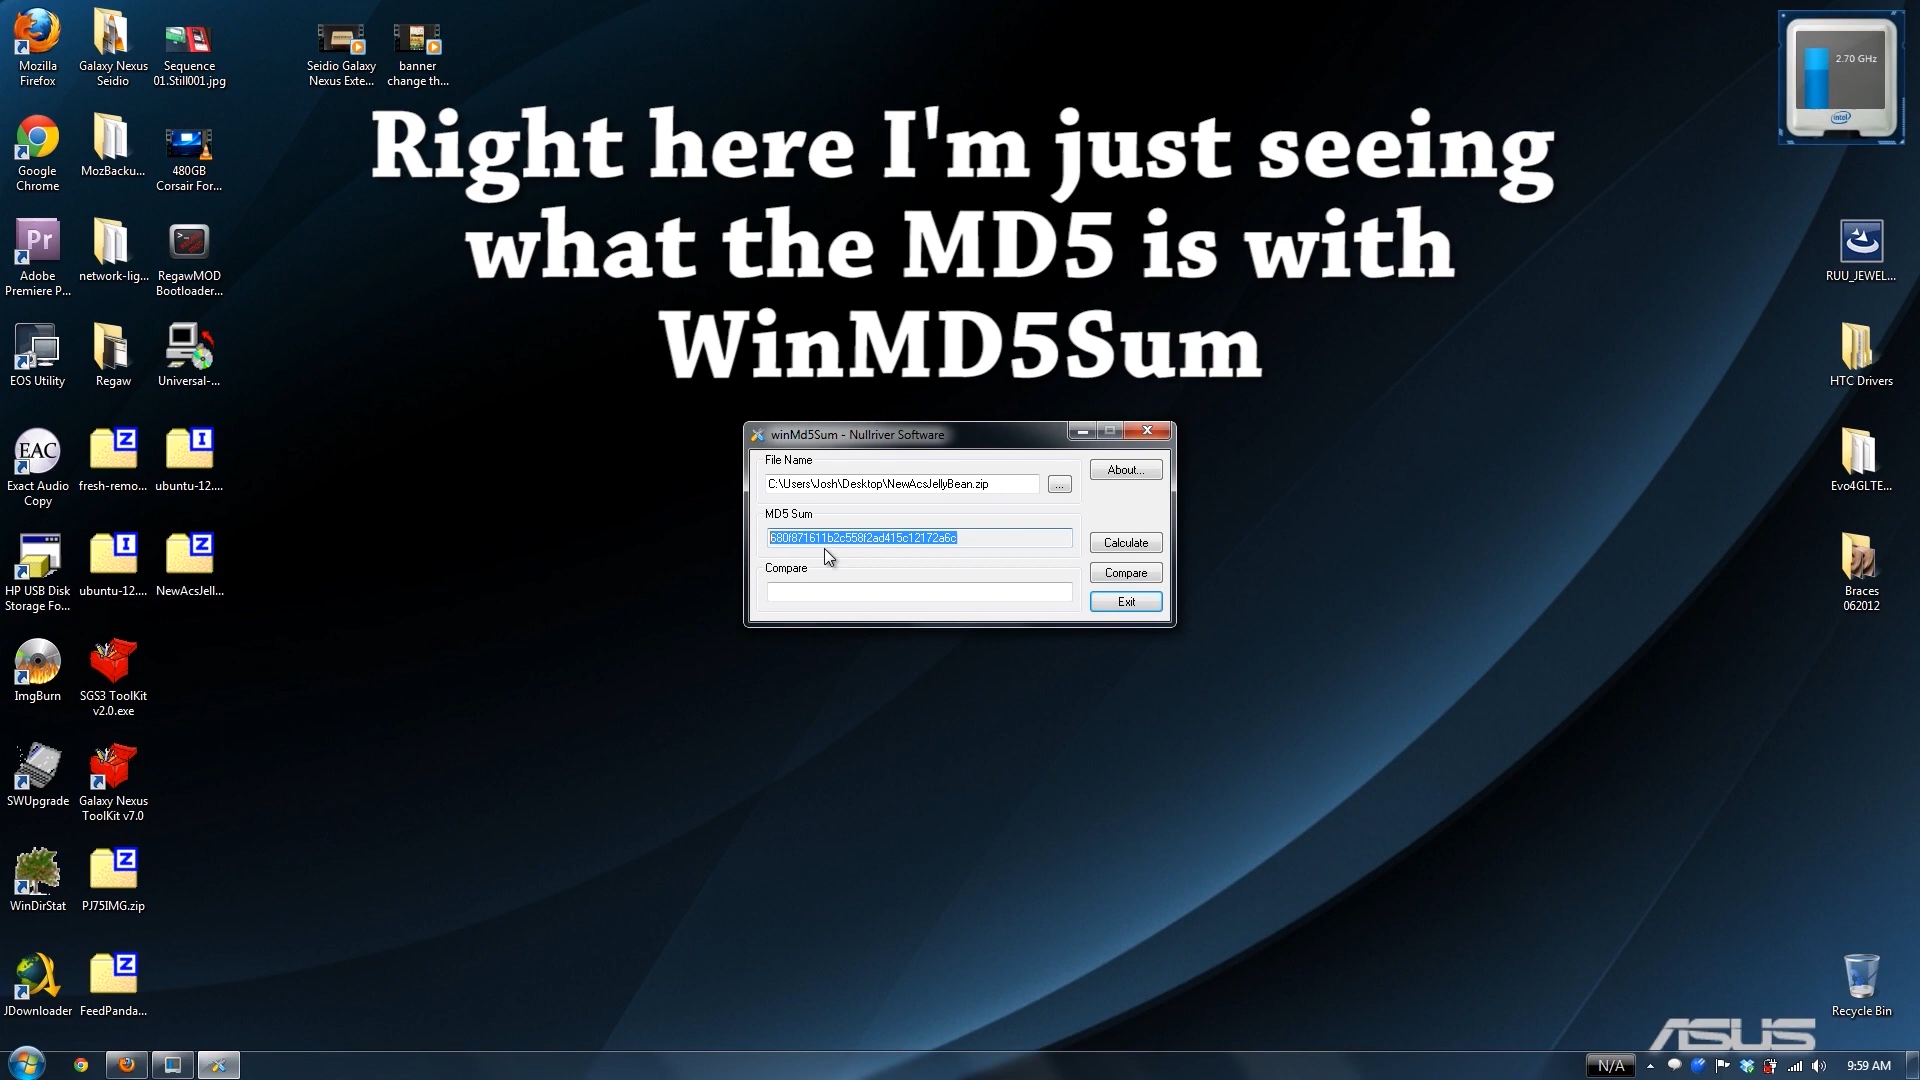 Mozilla
Firefox
Galaxy Nexus
Seidio
Sequence
01.Still001.jpg
Seidio Galaxy
Nexus Exte...
banner
change th...
2.70 GHz
intel
Right here I'm just seeing
what the MD5 is with
WinMD5Sum
Google
Chrome
MozBacku...
480GB
Corsair For...
Pr
Adobe
Premiere P...
network-lig...
RegawMOD
Bootloader...
RUU_JEWEL...
EOS Utility
Regaw
Universal-...
HTC Drivers
EAC
Exact Audio
Copy
Z
fresh-remo...
I
ubuntu-12....
Evo4GLTE...
winMd5Sum - Nullriver Software
File Name
C:\Users\Josh\Desktop\NewAcsJellyBean.zip
...
About...
MD5 Sum
680f871611b2c558f2ad415c12172a6c
Calculate
Compare
Compare
Exit
HP USB Disk
Storage Fo...
I
ubuntu-12....
Z
NewAcsJell...
Braces
062012
ImgBurn
SGS3 ToolKit
v2.0.exe
SWUpgrade
Galaxy Nexus
ToolKit v7.0
WinDirStat
Z
PJ75IMG.zip
JDownloader
Z
FeedPanda...
Recycle Bin
ASUS
N/A
9:59 AM